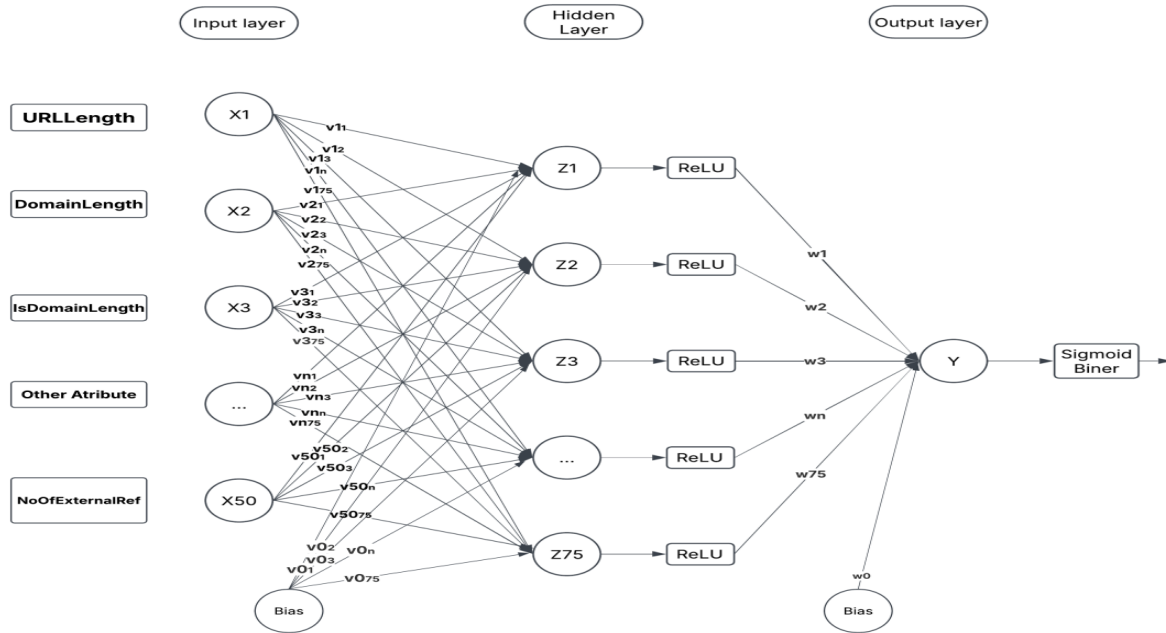 Input layer
Hidden
Layer
Output layer
URLLength
X1
v11
v12
v13
v1n
v175
Z1
ReLU
DomainLength
X2
v21
v22
v23
v2n
v275
w1
Z2
ReLU
w2
IsDomainLength
X3
v31
v32
v33
v3n
v375
Z3
ReLU
w3
Y
Sigmoid
Biner
Other Atribute
...
vn1
vn2
vn3
vnn
vn75
wn
...
ReLU
w75
NoOfExternalRef
X50
v502
v501
v503
v50n
v5075
Z75
ReLU
v02
v0n
v03
v01
v075
w0
Bias
Bias